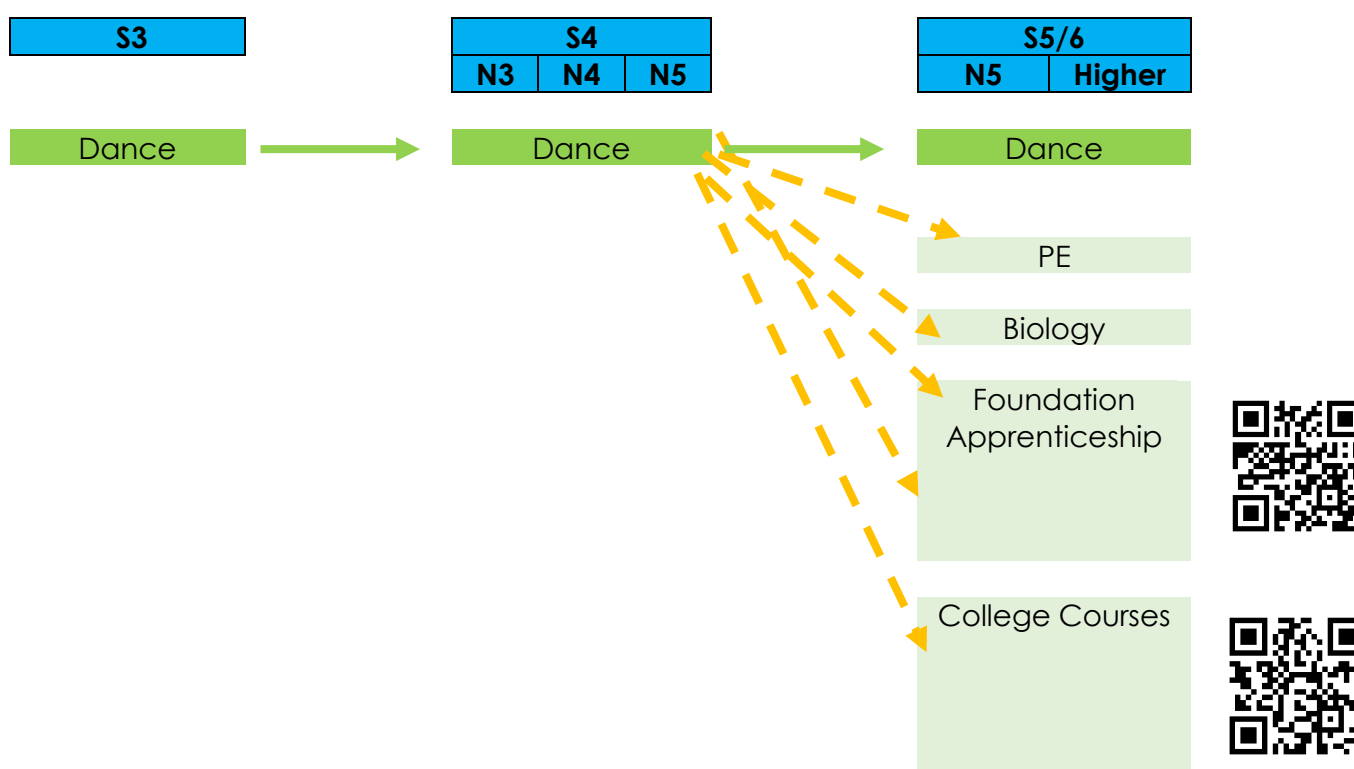 S3
S4
S5/6
N3 N4 N5
N5 Higher
Dance
Dance
Dance
PE
Biology
Foundation
Apprenticeship
College Courses